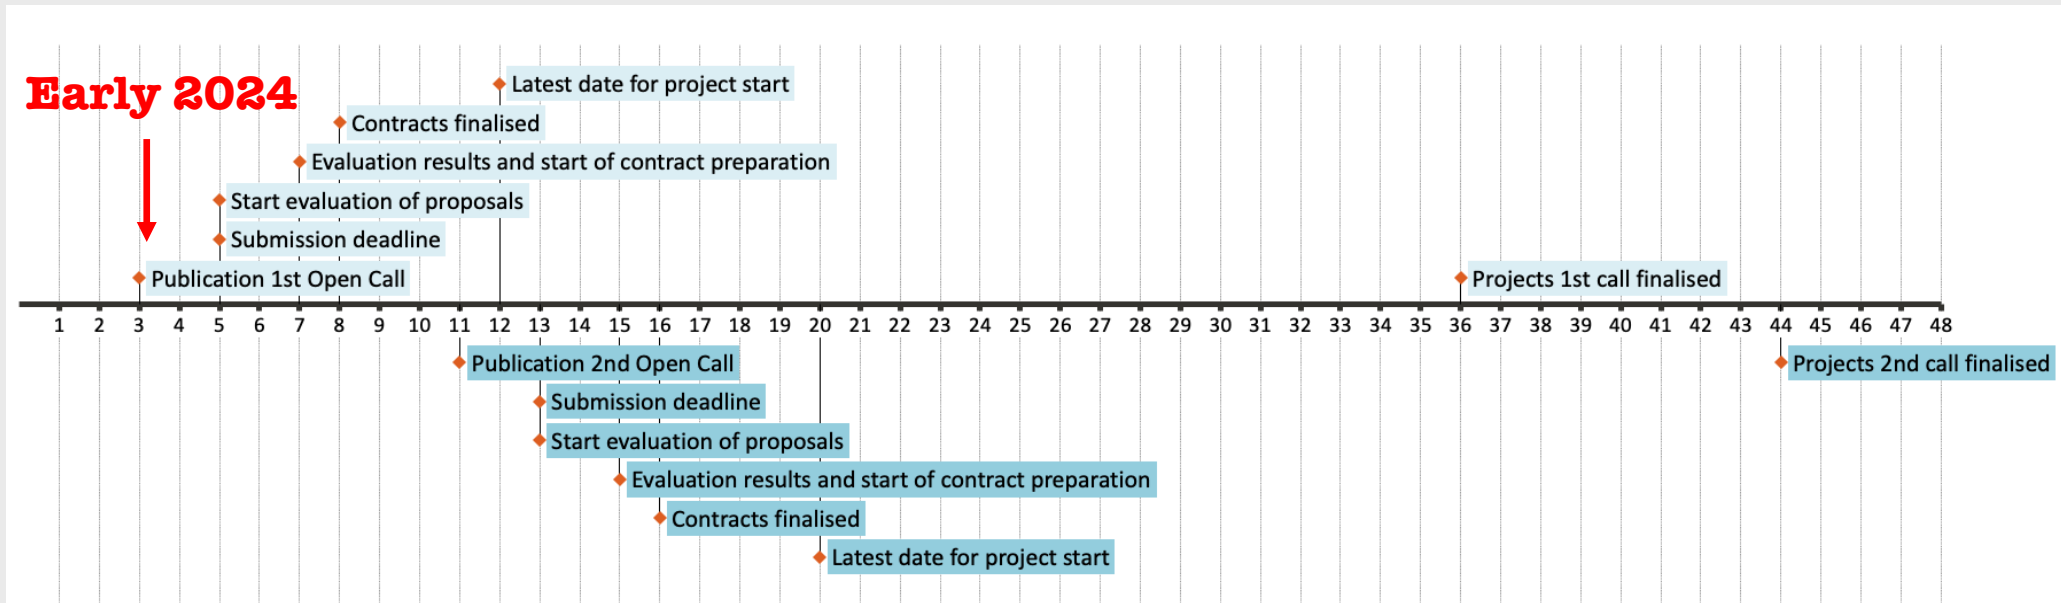 Early 2024
Latest date for project start
Contracts finalised
Evaluation results and start of contract preparation
Start evaluation of proposals
Submission deadline
Publication 1st Open Call
Projects 1st call finalised
1 2 3 4 5 6 7 8 9 10 11 12 13 14 15 16 17 18 19 20 21 22 23 24 25 26 27 28 29 30 31 32 33 34 35 36 37 38 39 40 41 42 43 44 45 46 47 48
Publication 2nd Open Call
Projects 2nd call finalised
Submission deadline
Start evaluation of proposals
Evaluation results and start of contract preparation
Contracts finalised
Latest date for project start